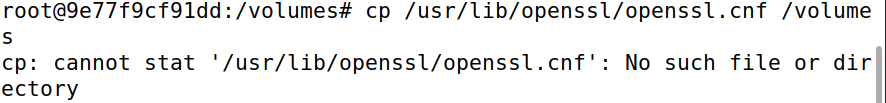 root@9e77f9cf91dd:/volumes# cp /usr/lib/openssl/openssl.cnf /volume
s
cp: cannot stat '/usr/lib/openssl/openssl.cnf': No such file or dir
ectory